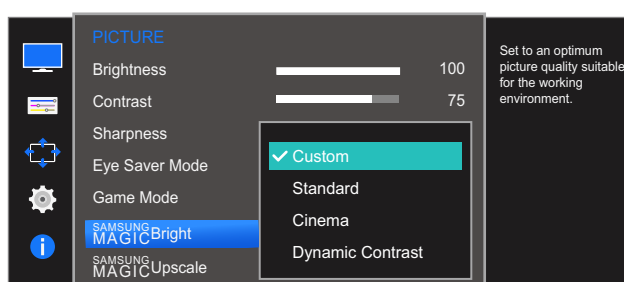 PICTURE
Brightness 100
Contrast 75
Sharpness
Eye Saver Mode
Game Mode
SAMSUNG
MAGICBright
SAMSUNG
MAGICUpscale
Custom
Standard
Cinema
Dynamic Contrast
Set to an optimum
picture quality suitable
for the working
environment.